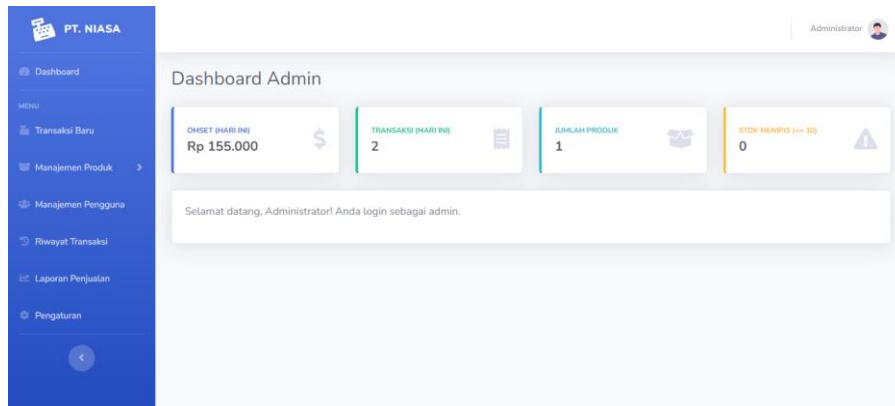 PT. NIASA
Administrator
Dashboard
MENU
Transaksi Baru
Manajemen Produk
Manajemen Pengguna
Riwayat Transaksi
Laporan Penjualan
Pengaturan
Dashboard Admin
OMSET (HARI INI)
Rp 155.000
TRANSAKSI (HARI INI)
2
JUMLAH PRODUK
1
STOK MENIPIS (<= 10)
0
Selamat datang, Administrator! Anda login sebagai admin.